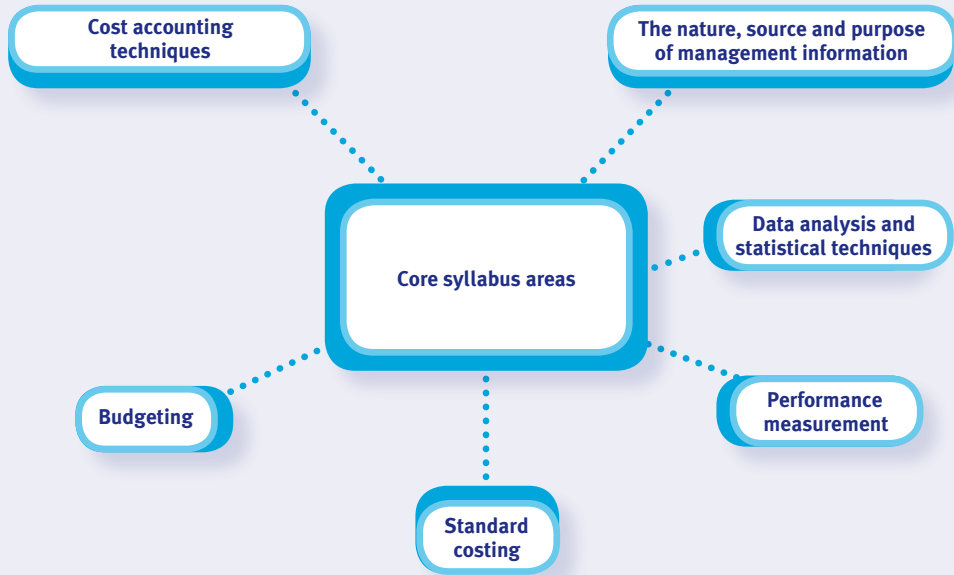 Cost accounting
techniques
The nature, source and purpose
of management information
Core syllabus areas
Data analysis and
statistical techniques
Budgeting
Performance
measurement
Standard
costing